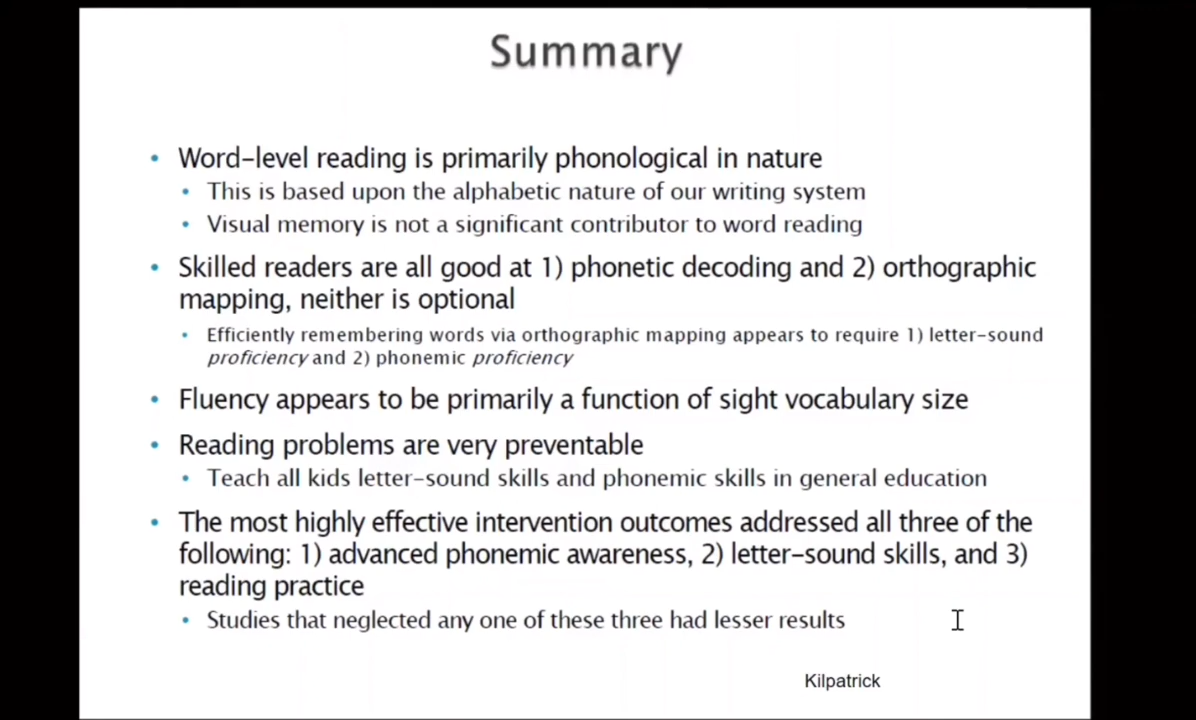 Summary
• Word-level reading is primarily phonological in nature
• This is based upon the alphabetic nature of our writing system
• Visual memory is not a significant contributor to word reading
• Skilled readers are all good at 1) phonetic decoding and 2) orthographic
mapping, neither is optional
• Efficiently remembering words via orthographic mapping appears to require 1) letter-sound
proficiency and 2) phonemic proficiency
• Fluency appears to be primarily a function of sight vocabulary size
• Reading problems are very preventable
• Teach all kids letter-sound skills and phonemic skills in general education
• The most highly effective intervention outcomes addressed all three of the
following: 1) advanced phonemic awareness, 2) letter-sound skills, and 3)
reading practice
• Studies that neglected any one of these three had lesser results
Kilpatrick